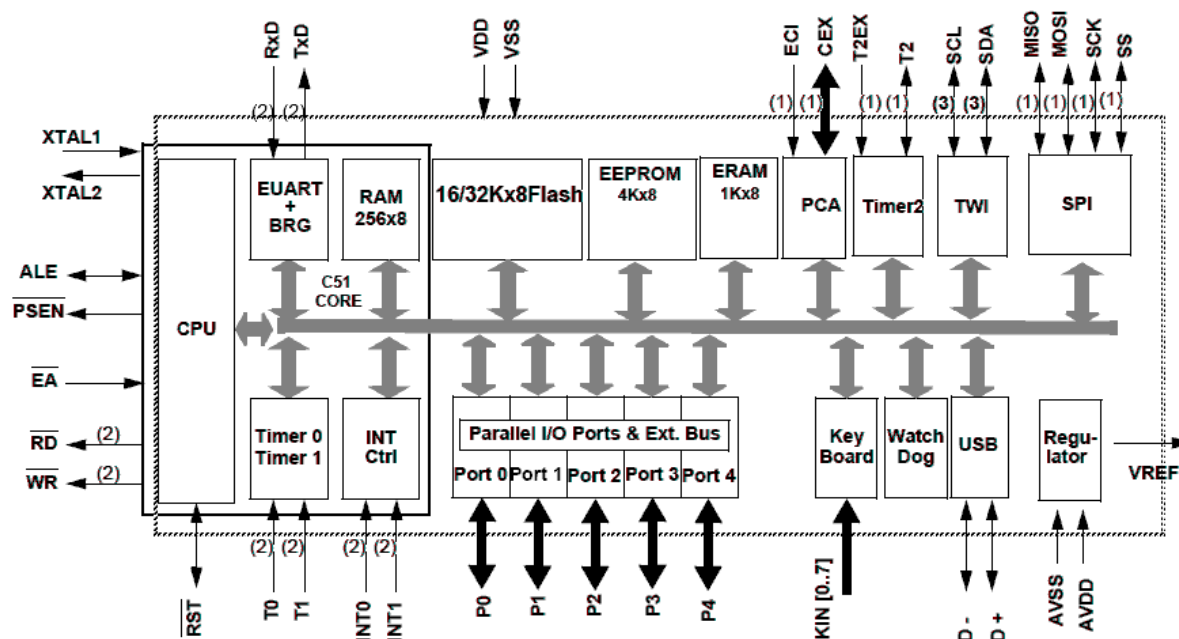 RxD
TxD
VDD
VSS
ECI
CEX
T2EX
T2
SCL
SDA
MISO
MOSI
SCK
SS
(2) (2)
(1) (1)
(1) (1)
(3) (3)
(1) (1) (1) (1)
XTAL1
XTAL2
ALE
PSEN
EA
RD
(2)
WR
(2)
CPU
EUART
+
BRG
RAM
256x8
C51
CORE
16/32Kx8Flash
EEPROM
4Kx8
ERAM
1Kx8
PCA
Timer2
TWI
SPI
Timer 0
Timer 1
INT
Ctrl
Parallel I/O Ports & Ext. Bus
Port 0
Port 1
Port 2
Port 3
Port 4
Key
Board
Watch
Dog
USB
Regu-
lator
VREF
(2) (2)
(2) (2)
RST
T0
T1
INT0
INT1
P0
P1
P2
P3
P4
KIN [0..7]
D -
D +
AVSS
AVDD